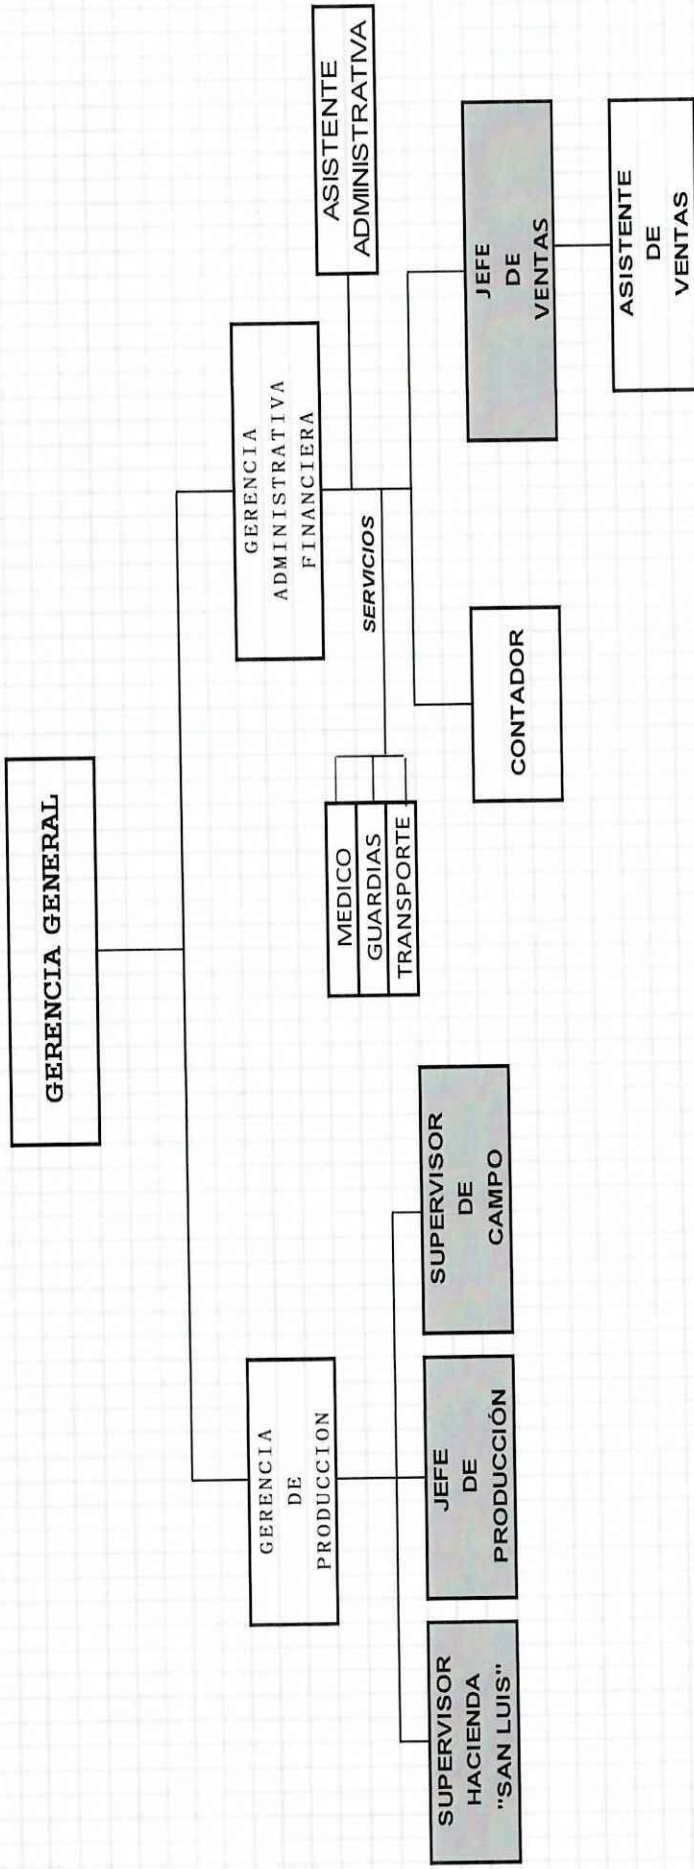 GERENCIA GENERAL
GERENCIA
DE
PRODUCCION
GERENCIA
ADMINISTRATIVA
FINANCIERA
ASISTENTE
ADMINISTRATIVA
SERVICIOS
MEDICO
GUARDIAS
TRANSPORTE
SUPERVISOR
HACIENDA
"SAN LUIS"
JEFE
DE
PRODUCCIÓN
SUPERVISOR
DE
CAMPO
CONTADOR
JEFE
DE
VENTAS
ASISTENTE
DE
VENTAS